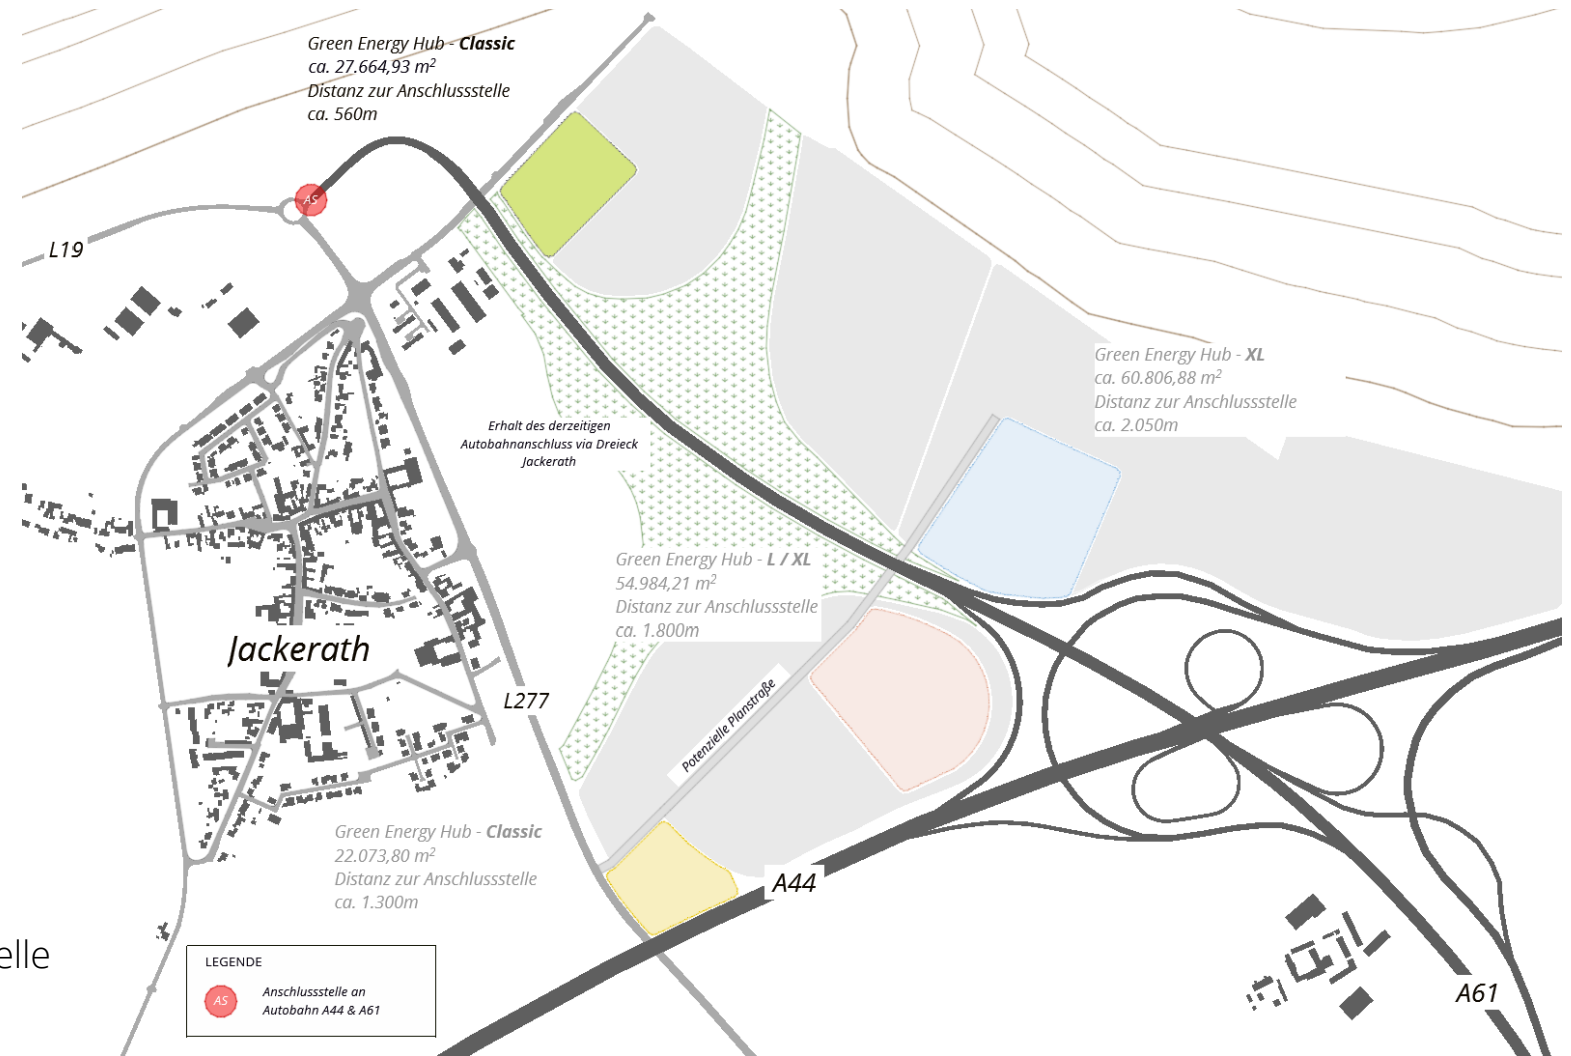 Green Energy Hub - Classic
ca. 27.664,93 m²
Distanz zur Anschlussstelle
ca. 560m
AS
L19
Green Energy Hub - XL
ca. 60.806,88 m²
Distanz zur Anschlussstelle
ca. 2.050m
Erhalt des derzeitigen
Autobahnanschluss via Dreieck
Jackerath
Green Energy Hub - L / XL
54.984,21 m²
Distanz zur Anschlussstelle
ca. 1.800m
Jackerath
L277
Potenzielle Planstraße
Green Energy Hub - Classic
22.073,80 m²
Distanz zur Anschlussstelle
ca. 1.300m
A44
elle
LEGENDE
AS
Anschlussstelle an
Autobahn A44 & A61
A61